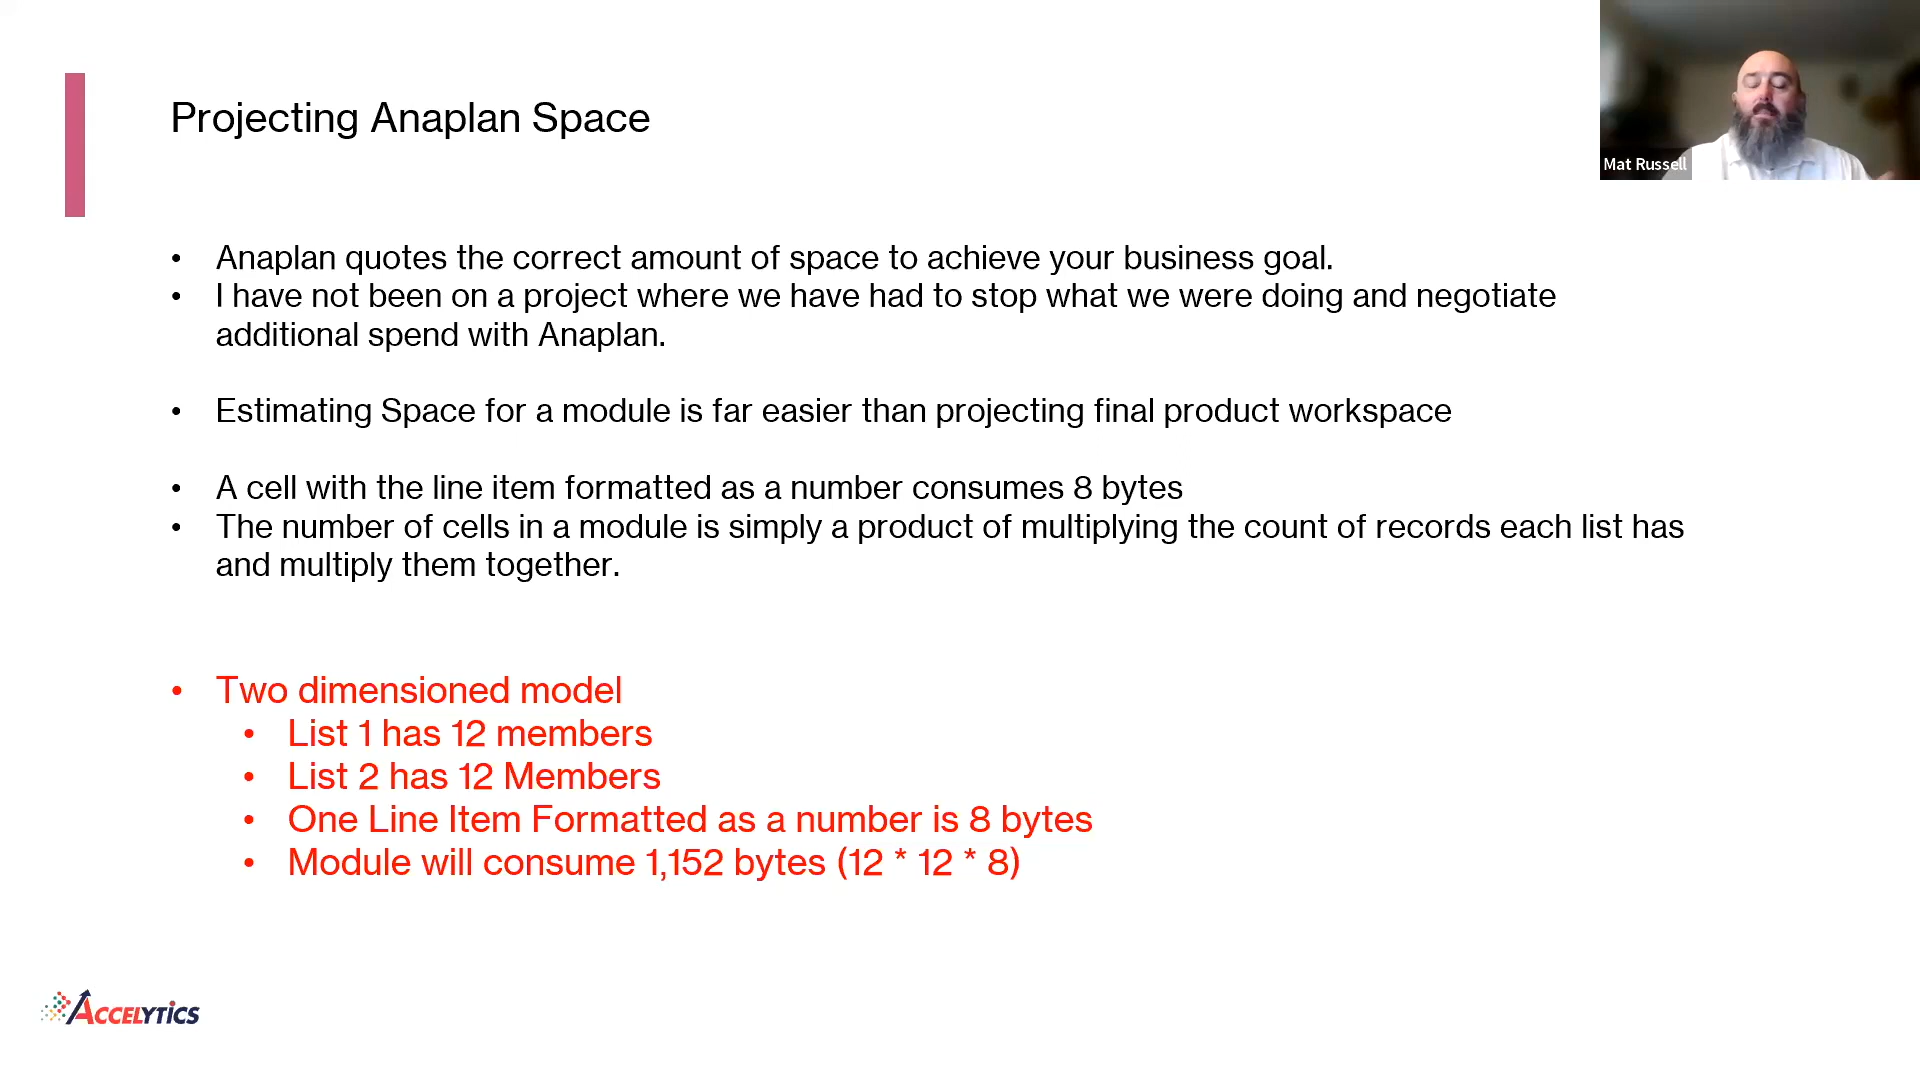 Projecting Anaplan Space
Mat Russell
• Anaplan quotes the correct amount of space to achieve your business goal.
• I have not been on a project where we have had to stop what we were doing and negotiate
additional spend with Anaplan.
• Estimating Space for a module is far easier than projecting final product workspace
• A cell with the line item formatted as a number consumes 8 bytes
• The number of cells in a module is simply a product of multiplying the count of records each list has
and multiply them together.
• Two dimensioned model
• List 1 has 12 members
• List 2 has 12 Members
• One Line Item Formatted as a number is 8 bytes
• Module will consume 1,152 bytes (12 * 12 * 8)
ACCELYTICS